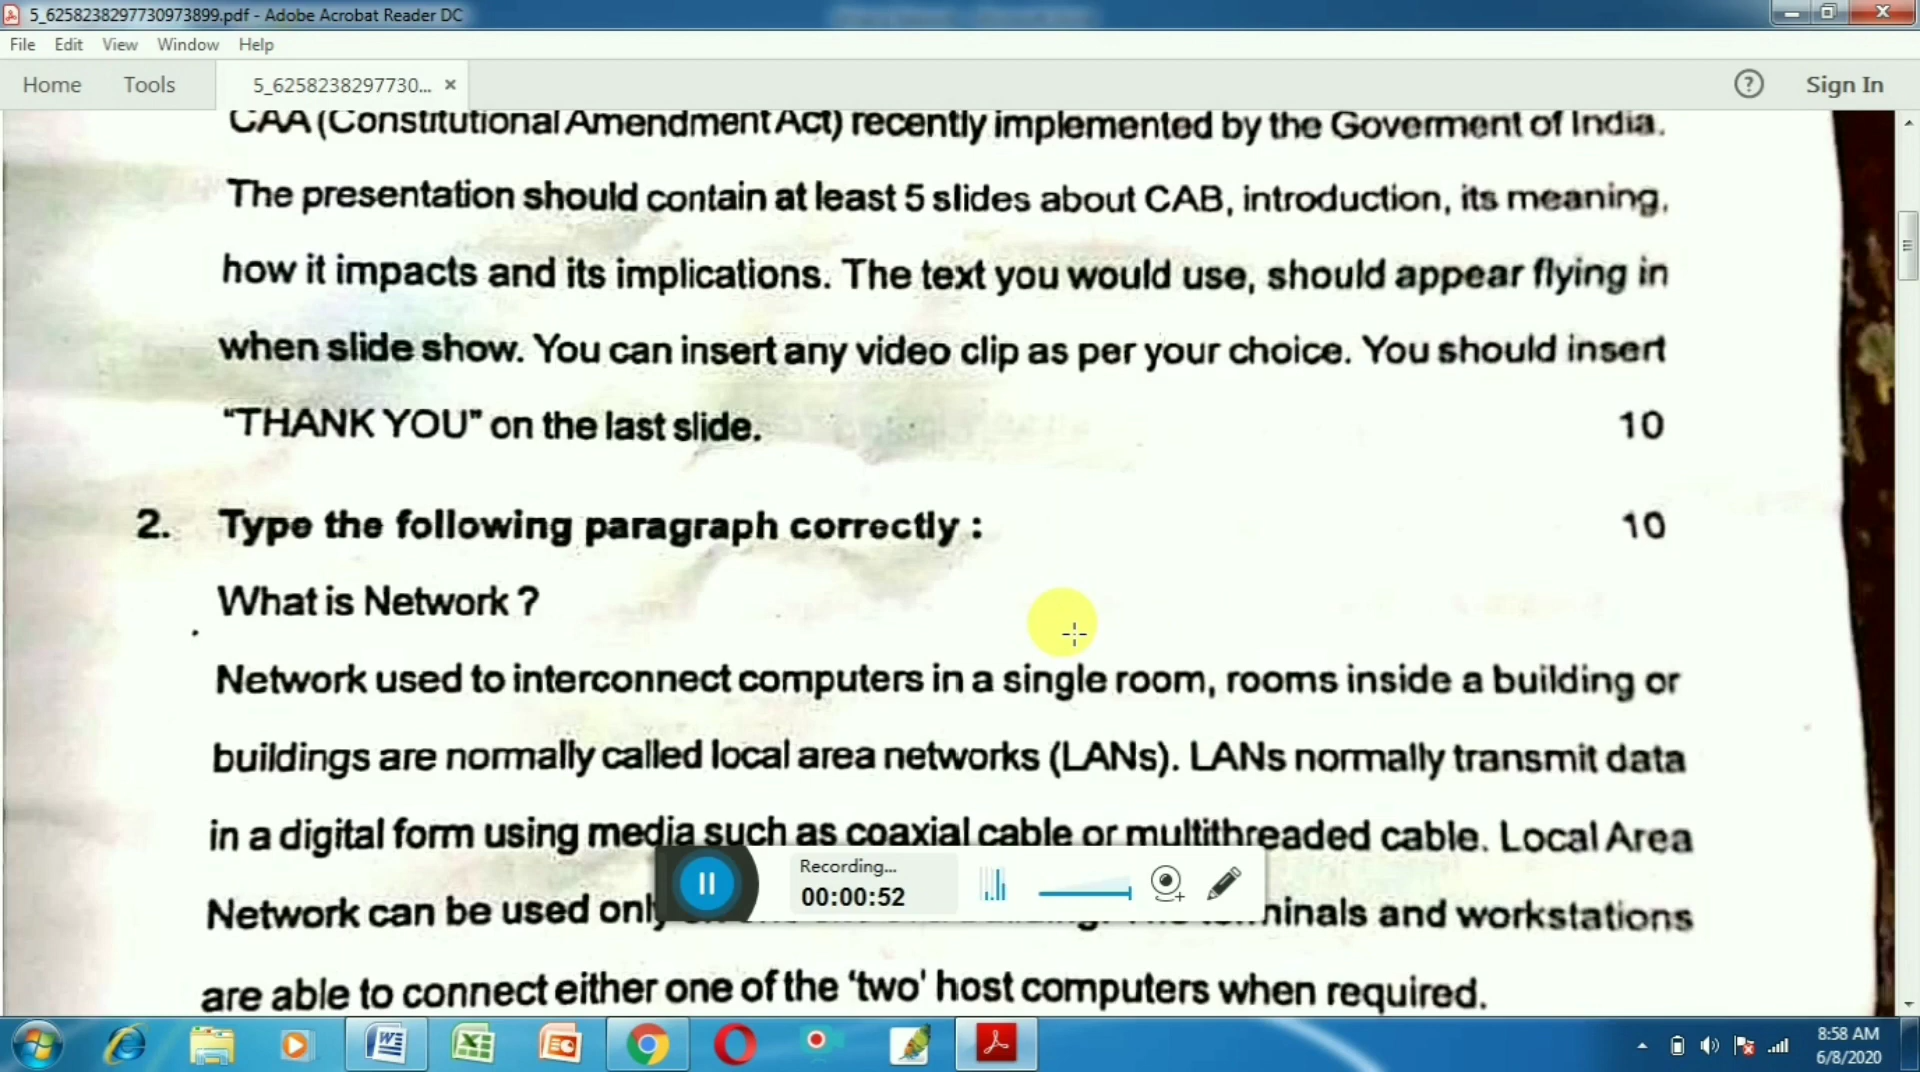 5_6258238297730973899.pdf - Adobe Acrobat Reader DC
File Edit View Window Help
Home Tools 5_6258238297730... × Sign In
CAA (Constitutional Amendment Act) recently implemented by the Goverment of India.
The presentation should contain at least 5 slides about CAB, introduction, its meaning,
how it impacts and its implications. The text you would use, should appear flying in
when slide show. You can insert any video clip as per your choice. You should insert
“THANK YOU” on the last slide. 10
2. Type the following paragraph correctly : 10
What is Network ?
Network used to interconnect computers in a single room, rooms inside a building or
buildings are normally called local area networks (LANs). LANs normally transmit data
in a digital form using media such as coaxial cable or multithreaded cable. Local Area
Network can be used only and workstations
are able to connect either one of the ‘two’ host computers when required.
Recording...
00:00:52
8:58 AM
6/8/2020